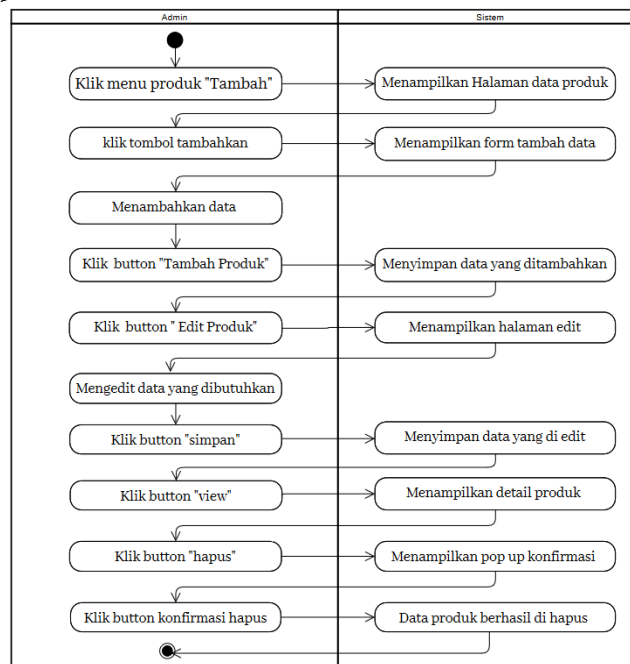 Admin
Sistem
Klik menu produk "Tambah"
Menampilkan Halaman data produk
klik tombol tambahkan
Menampilkan form tambah data
Menambahkan data
Klik button "Tambah Produk"
Menyimpan data yang ditambahkan
Klik button " Edit Produk"
Menampilkan halaman edit
Mengedit data yang dibutuhkan
Klik button "simpan"
Menyimpan data yang di edit
Klik button "view"
Menampilkan detail produk
Klik button "hapus"
Menampilkan pop up konfirmasi
Klik button konfirmasi hapus
Data produk berhasil di hapus